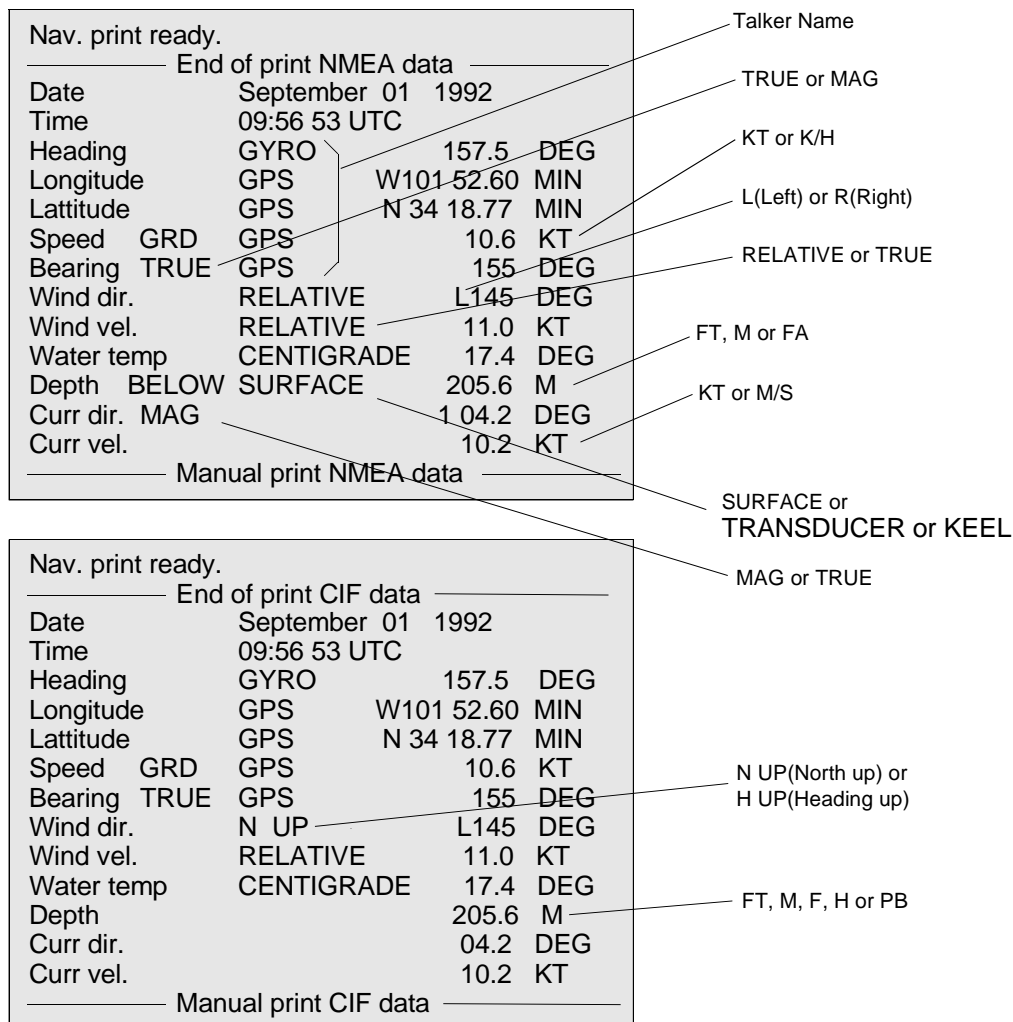 Nav. print ready.
End of print NMEA data
Date September 01 1992
Time 09:56 53 UTC
Heading GYRO 157.5 DEG
Longitude GPS W101 52.60 MIN
Lattitude GPS N 34 18.77 MIN
Speed GRD GPS 10.6 KT
Bearing TRUE GPS 155 DEG
Wind dir. RELATIVE L145 DEG
Wind vel. RELATIVE 11.0 KT
Water temp CENTIGRADE 17.4 DEG
Depth BELOW SURFACE 205.6 M
Curr dir. MAG 1 04.2 DEG
Curr vel. 10.2 KT
Manual print NMEA data
Talker Name
TRUE or MAG
KT or K/H
L(Left) or R(Right)
RELATIVE or TRUE
FT, M or FA
KT or M/S
SURFACE or
TRANSDUCER or KEEL
MAG or TRUE
Nav. print ready.
End of print CIF data
Date September 01 1992
Time 09:56 53 UTC
Heading GYRO 157.5 DEG
Longitude GPS W101 52.60 MIN
Lattitude GPS N 34 18.77 MIN
Speed GRD GPS 10.6 KT
Bearing TRUE GPS 155 DEG
Wind dir. N UP L145 DEG
Wind vel. RELATIVE 11.0 KT
Water temp CENTIGRADE 17.4 DEG
Depth 205.6 M
Curr dir. 04.2 DEG
Curr vel. 10.2 KT
Manual print CIF data
N UP(North up) or
H UP(Heading up)
FT, M, F, H or PB